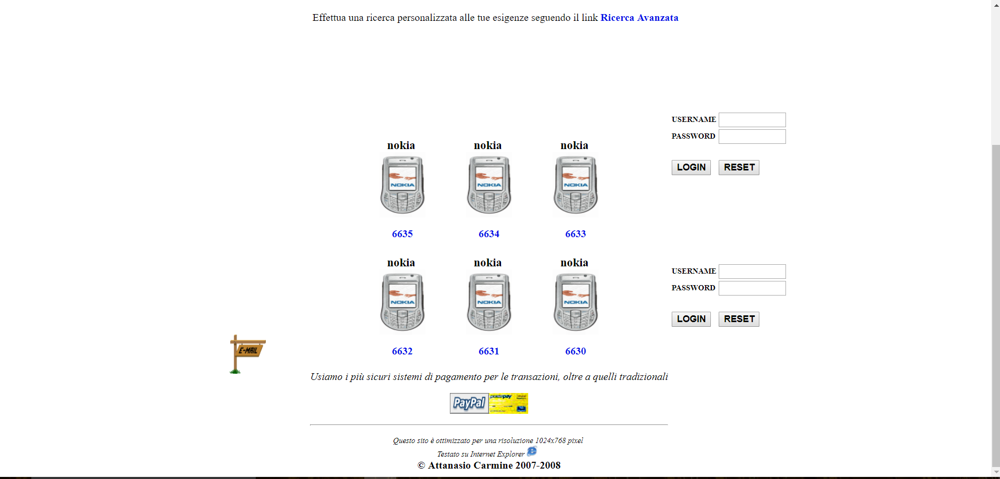 Effettua una ricerca personalizzata alle tue esigenze seguendo il link Ricerca Avanzata
USERNAME
PASSWORD
LOGIN RESET
nokia nokia nokia
NOKIA NOKIA NOKIA
6635 6634 6633
nokia nokia nokia
NOKIA NOKIA NOKIA
6632 6631 6630
USERNAME
PASSWORD
LOGIN RESET
E-MAIL
Usiamo i più sicuri sistemi di pagamento per le transazioni, oltre a quelli tradizionali
PayPal postepay
Questo sito è ottimizzato per una risoluzione 1024x768 pixel
Testato su Internet Explorer
© Attanasio Carmine 2007-2008